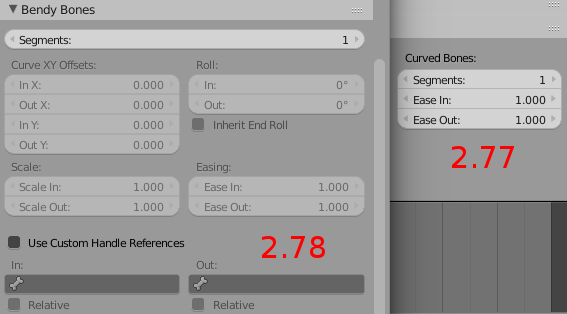 Bendy Bones
Segments: 1
Curve XY Offsets:
In X: 0.000
Out X: 0.000
In Y: 0.000
Out Y: 0.000
Roll:
In: 0°
Out: 0°
Inherit End Roll
Scale:
Scale In: 1.000
Scale Out: 1.000
Easing:
Ease In: 1.000
Ease Out: 1.000
Use Custom Handle References
2.78
In:
Relative
Out:
Relative
Curved Bones:
Segments: 1
Ease In: 1.000
Ease Out: 1.000
2.77